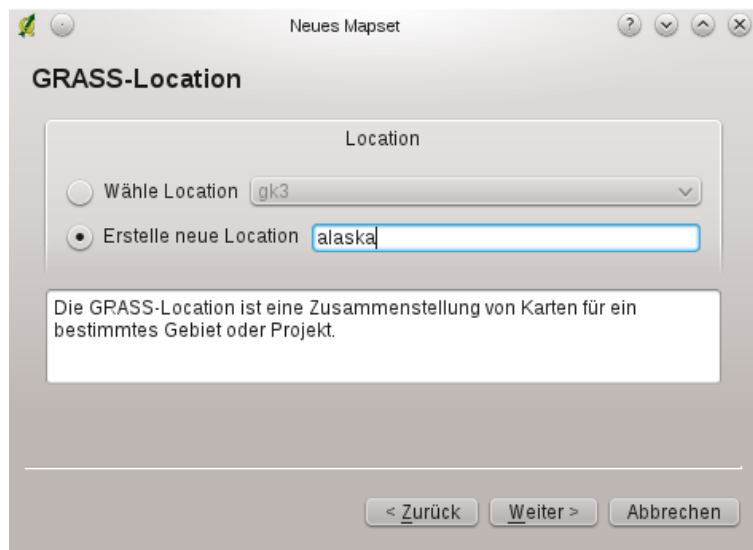 Neues Mapset
GRASS-Location
Location
Wähle Location gk3
Erstelle neue Location alaska
Die GRASS-Location ist eine Zusammenstellung von Karten für ein
bestimmtes Gebiet oder Projekt.
< Zurück Weiter > Abbrechen